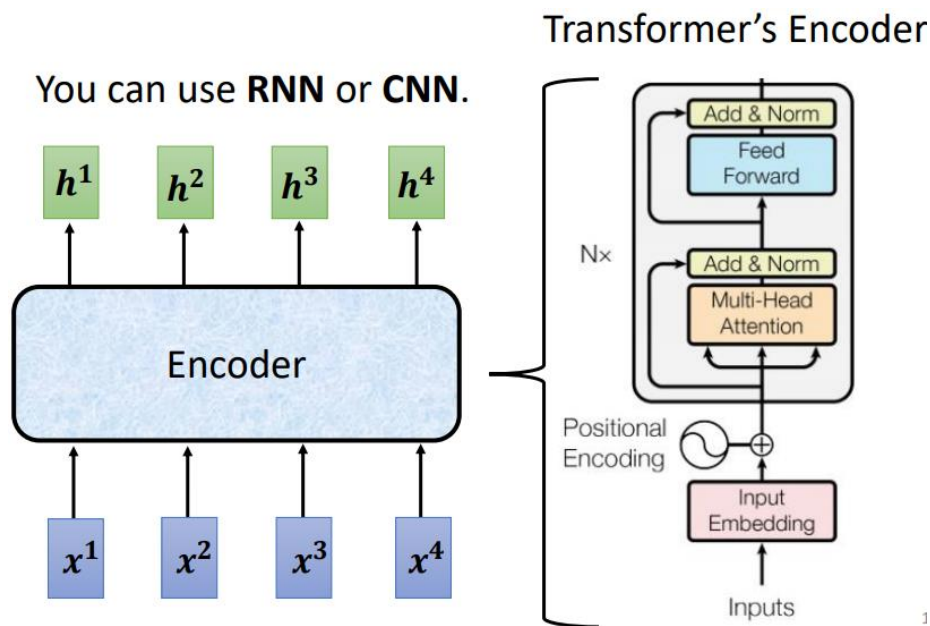 Transformer's Encoder
You can use RNN or CNN.
h¹ h² h³ h⁴
Encoder
x¹ x² x³ x⁴
Add & Norm
Feed
Forward
N×
Add & Norm
Multi-Head
Attention
Positional
Encoding
Input
Embedding
Inputs
1